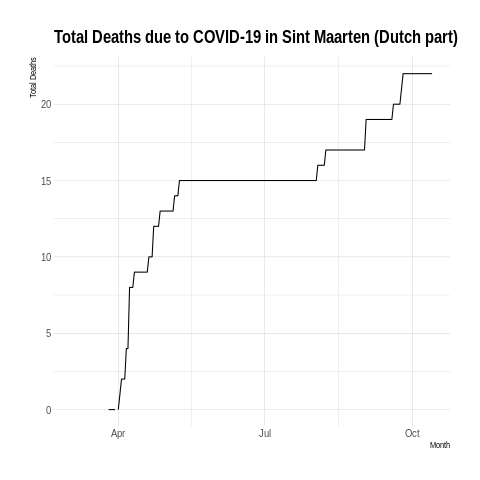 Total Deaths due to COVID-19 in Sint Maarten (Dutch part)
Total Deaths
20
15
10
5
0
Apr Jul Oct
Month